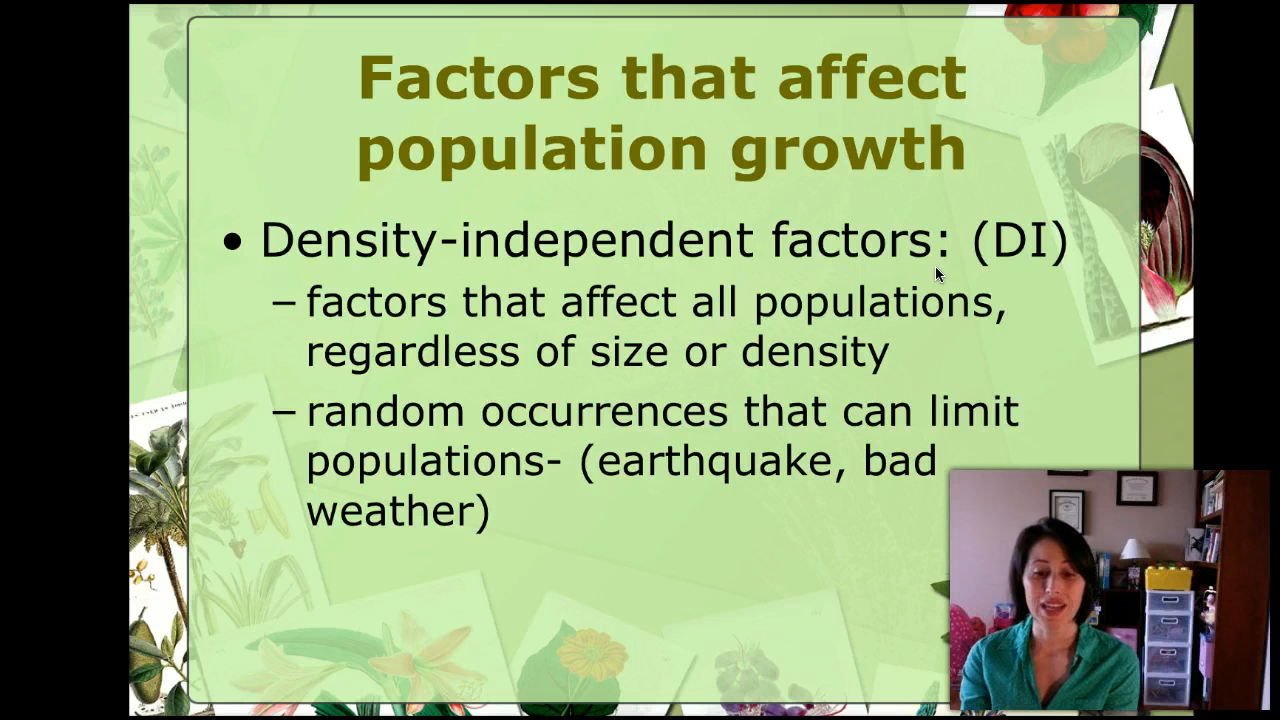 Factors that affect
population growth
• Density-independent factors: (DI)
– factors that affect all populations,
regardless of size or density
– random occurrences that can limit
populations- (earthquake, bad
weather)